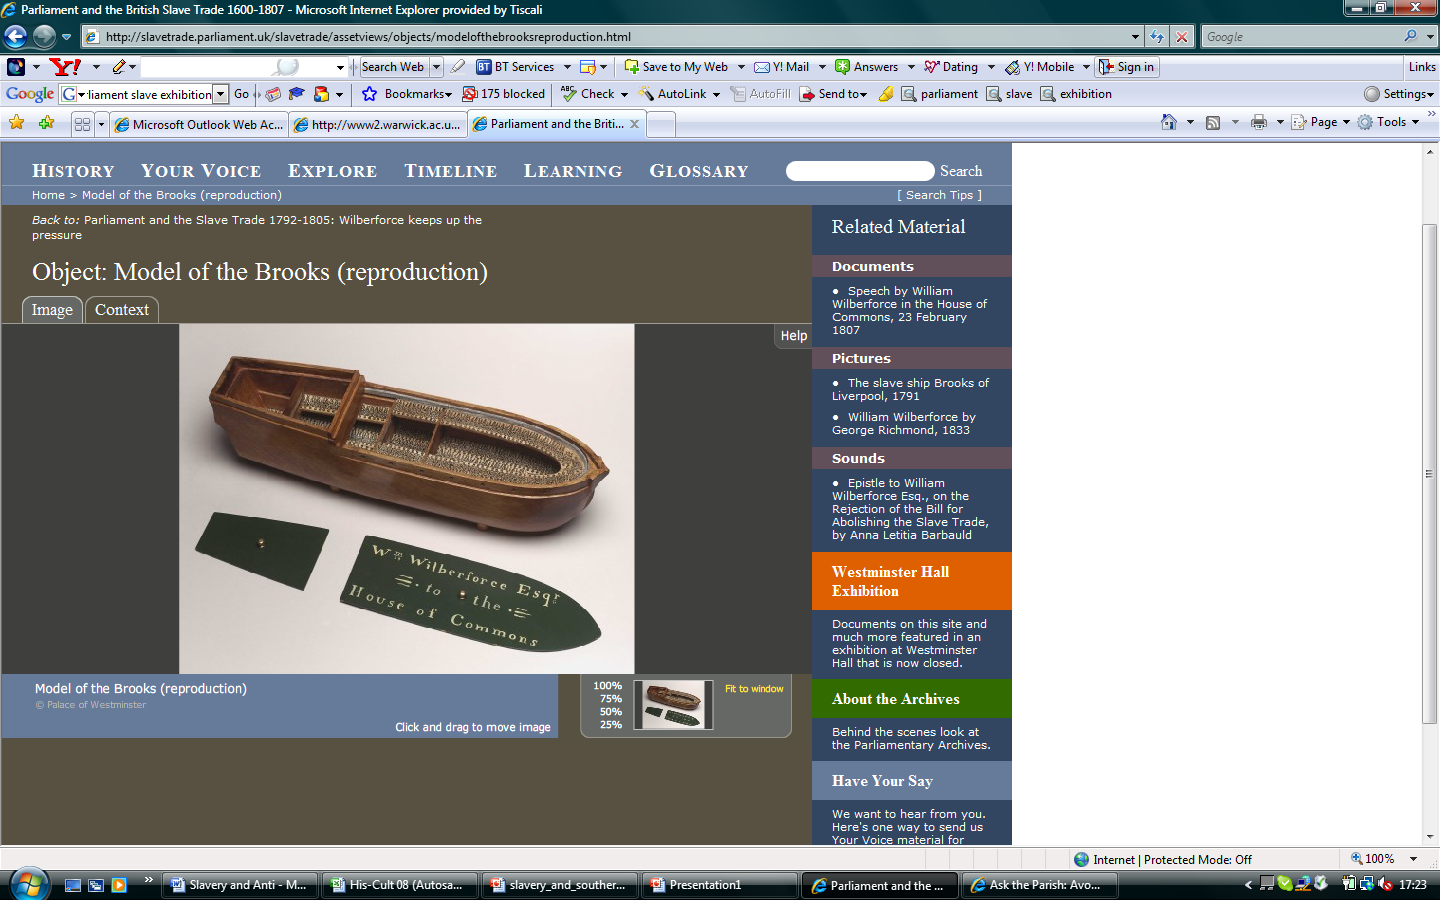 Parliament and the British Slave Trade 1600-1807 - Microsoft Internet Explorer provided by Tiscali
http://slavetrade.parliament.uk/slavetrade/assetviews/objects/modelofthebrooksreproduction.html
Google
Y!
Search Web
BT BT Services
Save to My Web
Y! Mail
Answers
Dating
Y! Mobile
Sign in
Links
Google
G
liament slave exhibition
Go
Bookmarks
175 blocked
ABC
Check
AutoLink
AutoFill
Send to
parliament
slave
exhibition
Settings
Microsoft Outlook Web Ac...
http://www2.warwick.ac.u...
Parliament and the Briti...
Page
Tools
HISTORY
YOUR VOICE
EXPLORE
TIMELINE
LEARNING
GLOSSARY
Search
Home > Model of the Brooks (reproduction)
[ Search Tips ]
Back to: Parliament and the Slave Trade 1792-1805: Wilberforce keeps up the
pressure
Object: Model of the Brooks (reproduction)
Image
Context
Help
Wm Wilberforce Esqr
to the
House of Commons
Model of the Brooks (reproduction)
© Palace of Westminster
Click and drag to move image
100%
75%
50%
25%
Fit to window
Related Material
Documents
• Speech by William
Wilberforce in the House of
Commons, 23 February
1807
Pictures
• The slave ship Brooks of
Liverpool, 1791
• William Wilberforce by
George Richmond, 1833
Sounds
• Epistle to William
Wilberforce Esq., on the
Rejection of the Bill for
Abolishing the Slave Trade,
by Anna Letitia Barbauld
Westminster Hall
Exhibition
Documents on this site and
much more featured in an
exhibition at Westminster
Hall that is now closed.
About the Archives
Behind the scenes look at
the Parliamentary Archives.
Have Your Say
We want to hear from you.
Here's one way to send us
Your Voice material for
Internet | Protected Mode: Off
100%
Slavery and Anti - M...
His-Cult 08 (Autosa...
slavery_and_souther...
Presentation1
Parliament and the ...
Ask the Parish: Avo...
17:23